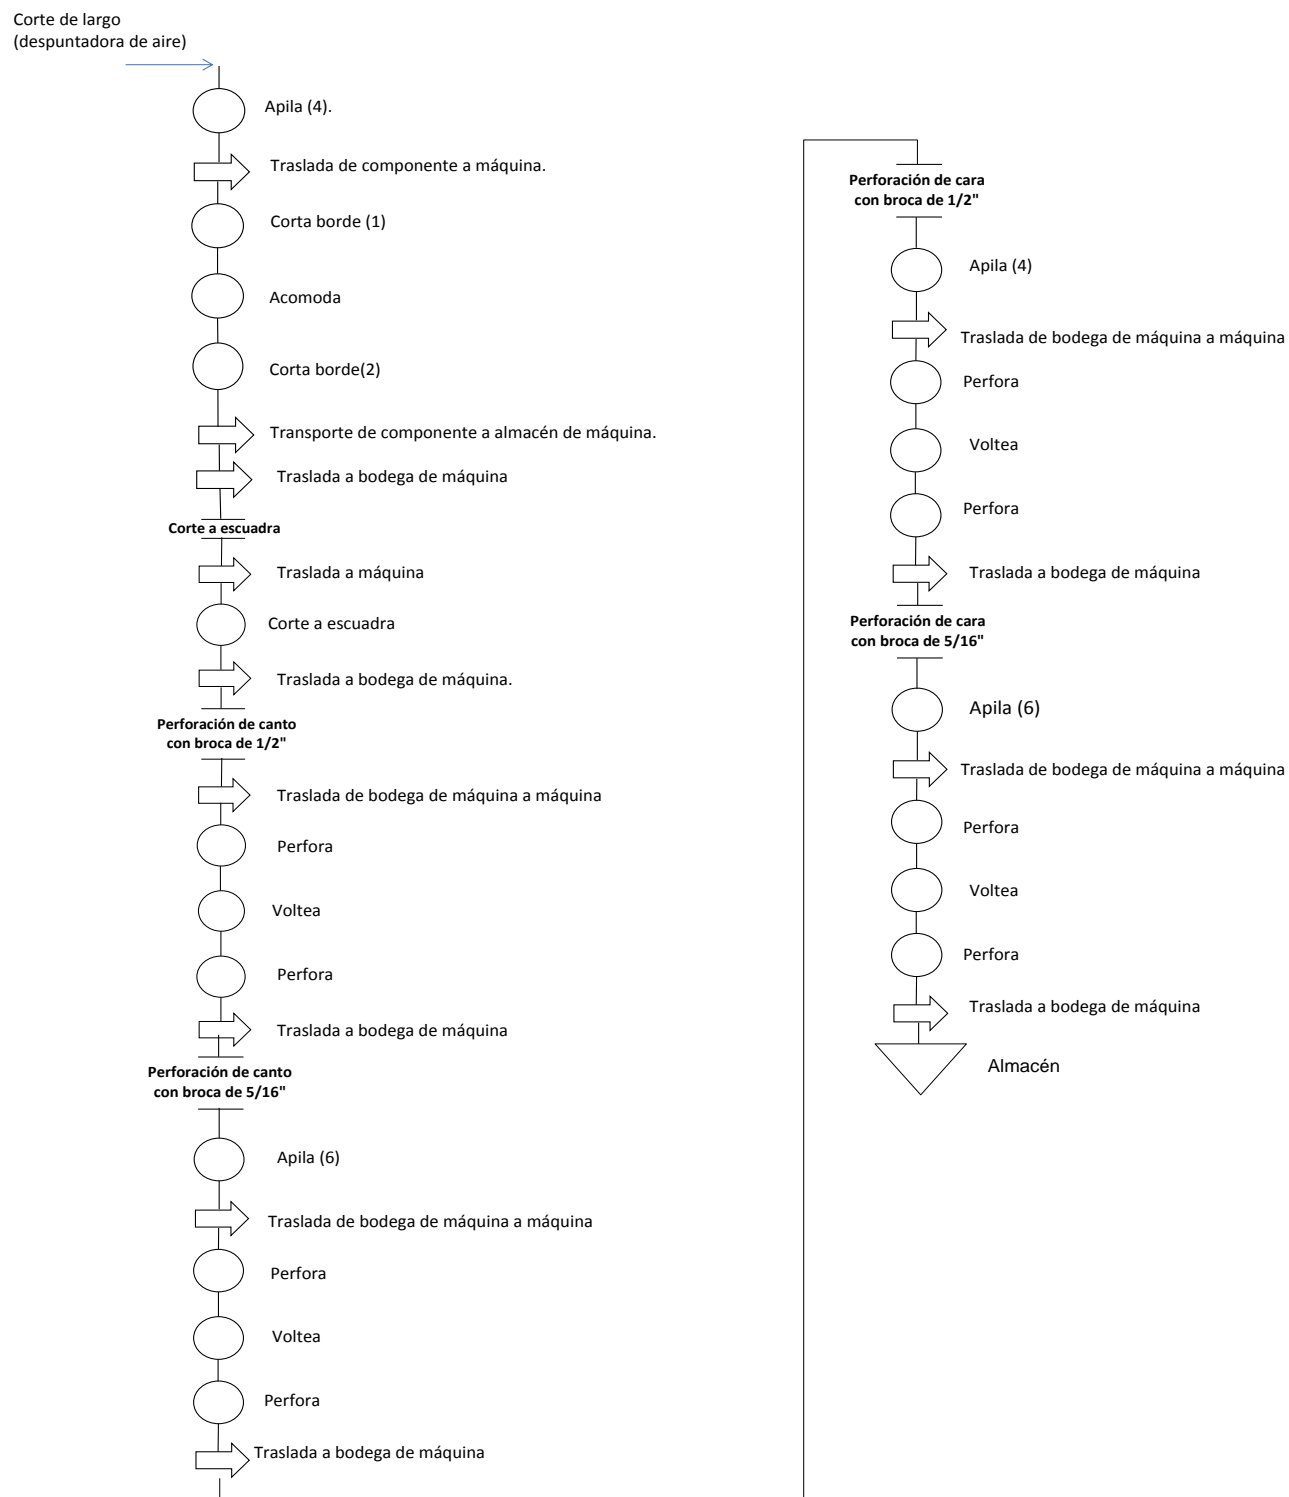 Corte de largo
(despuntadora de aire)
Apila (4).
Traslada de componente a máquina.
Corta borde (1)
Acomoda
Corta borde(2)
Transporte de componente a almacén de máquina.
Traslada a bodega de máquina
Corte a escuadra
Traslada a máquina
Corte a escuadra
Traslada a bodega de máquina.
Perforación de canto
con broca de 1/2"
Traslada de bodega de máquina a máquina
Perfora
Voltea
Perfora
Traslada a bodega de máquina
Perforación de canto
con broca de 5/16"
Apila (6)
Traslada de bodega de máquina a máquina
Perfora
Voltea
Perfora
Traslada a bodega de máquina
Perforación de cara
con broca de 1/2"
Apila (4)
Traslada de bodega de máquina a máquina
Perfora
Voltea
Perfora
Traslada a bodega de máquina
Perforación de cara
con broca de 5/16"
Apila (6)
Traslada de bodega de máquina a máquina
Perfora
Voltea
Perfora
Traslada a bodega de máquina
Almacén